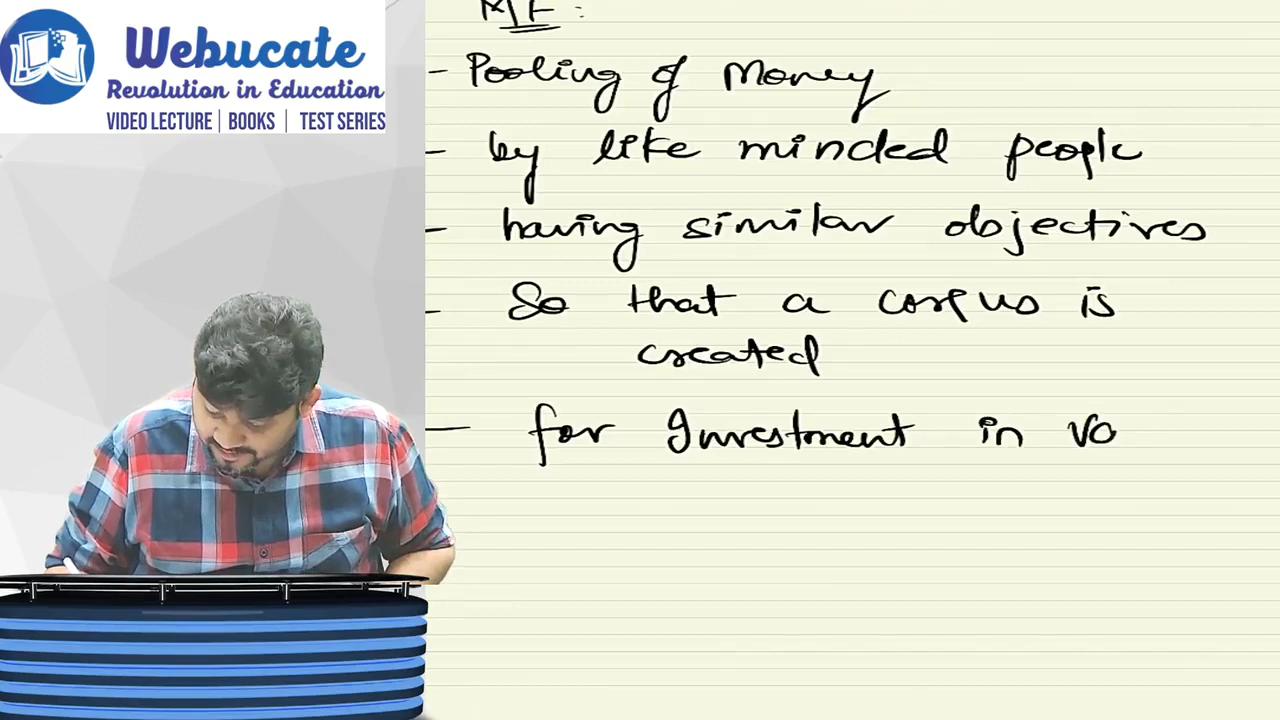 Webucate
Revolution in Education
VIDEO LECTURE | BOOKS | TEST SERIES
MF :
- Pooling of Money
- by like minded people
- having similar objectives
- So that a corpus is
created
- for Investment in va